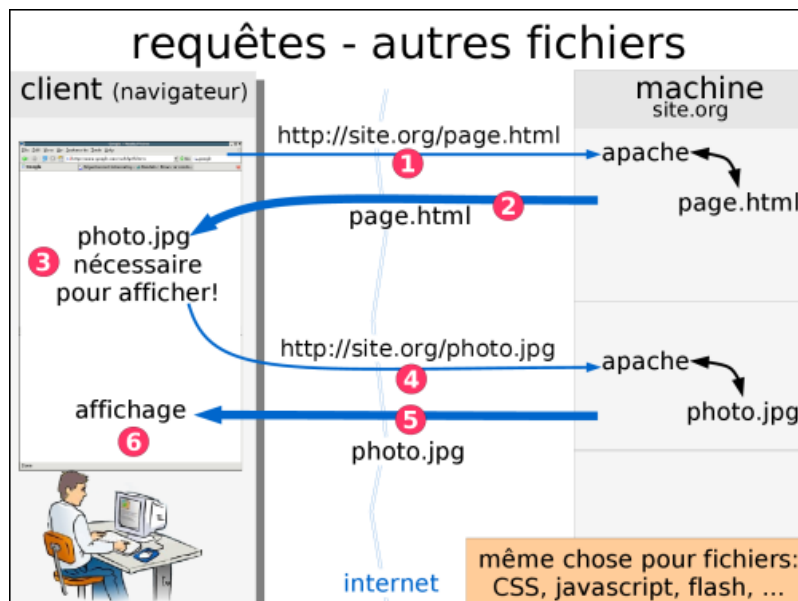 requêtes - autres fichiers
client (navigateur)
machine
site.org
http://site.org/page.html
1
apache
2
page.html
page.html
photo.jpg
3
nécessaire
pour afficher!
http://site.org/photo.jpg
apache
4
photo.jpg
affichage
5
6
photo.jpg
internet
même chose pour fichiers:
CSS, javascript, flash, ...